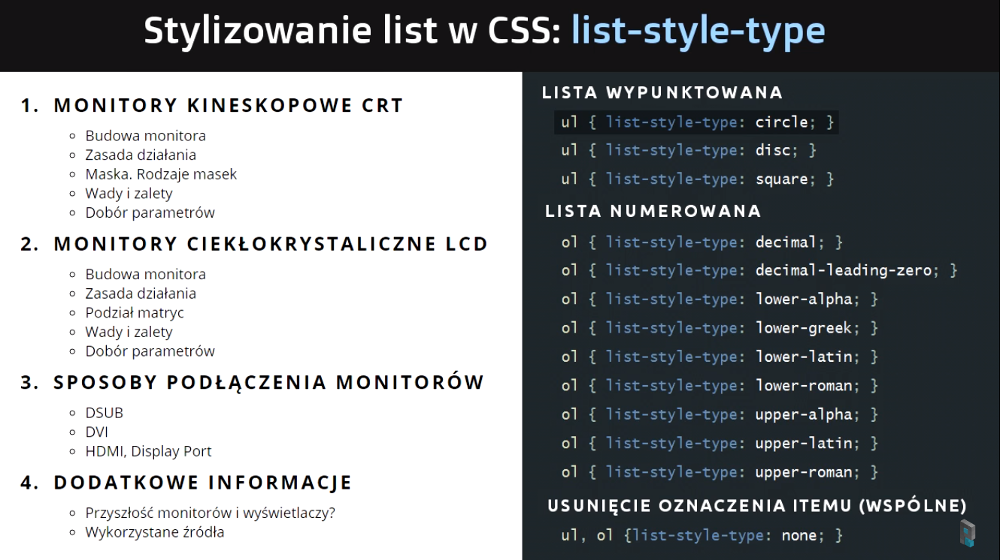 Stylizowanie list w CSS: list-style-type
1. MONITORY KINESKOPOWE CRT
Budowa monitora
Zasada działania
Maska. Rodzaje masek
Wady i zalety
Dobór parametrów
2. MONITORY CIEKŁOKRYSTALICZNE LCD
Budowa monitora
Zasada działania
Podział matryc
Wady i zalety
Dobór parametrów
3. SPOSOBY PODŁĄCZENIA MONITORÓW
DSUB
DVI
HDMI, Display Port
4. DODATKOWE INFORMACJE
Przyszłość monitorów i wyświetlaczy?
Wykorzystane źródła
LISTA WYPUNKTOWANA
ul { list-style-type: circle; }
ul { list-style-type: disc; }
ul { list-style-type: square; }
LISTA NUMEROWANA
ol { list-style-type: decimal; }
ol { list-style-type: decimal-leading-zero; }
ol { list-style-type: lower-alpha; }
ol { list-style-type: lower-greek; }
ol { list-style-type: lower-latin; }
ol { list-style-type: lower-roman; }
ol { list-style-type: upper-alpha; }
ol { list-style-type: upper-latin; }
ol { list-style-type: upper-roman; }
USUNIĘCIE OZNACZENIA ITEMU (WSPÓLNE)
ul, ol {list-style-type: none; }